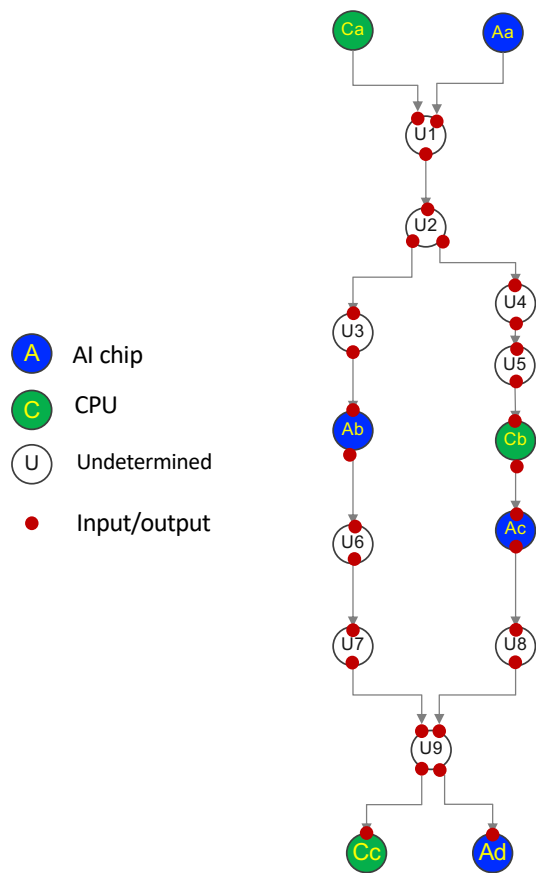 Ca
Aa
U1
U2
U4
U3
U5
A
AI chip
C
CPU
Ab
Cb
U
Undetermined
Input/output
Ac
U6
U7
U8
U9
Cc
Ad